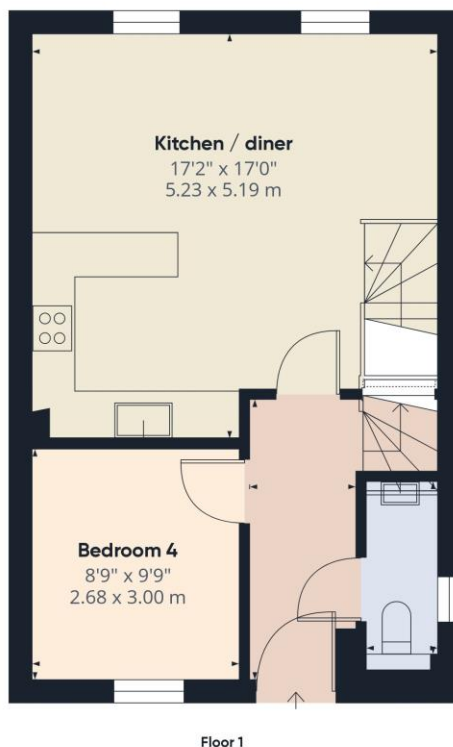 Kitchen / diner
17'2" x 17'0"
5.23 x 5.19 m
Bedroom 4
8'9" x 9'9"
2.68 x 3.00 m
Floor 1